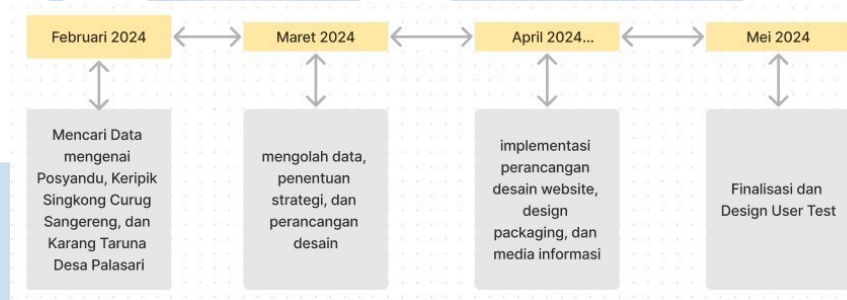 Februari 2024
Maret 2024
April 2024...
Mei 2024
Mencari Data
mengenai
Posyandu, Keripik
Singkong Curug
Sangereng, dan
Karang Taruna
Desa Palasari
mengolah data,
penentuan
strategi, dan
perancangan
desain
implementasi
perancangan
desain website,
design
packaging, dan
media informasi
Finalisasi dan
Design User Test